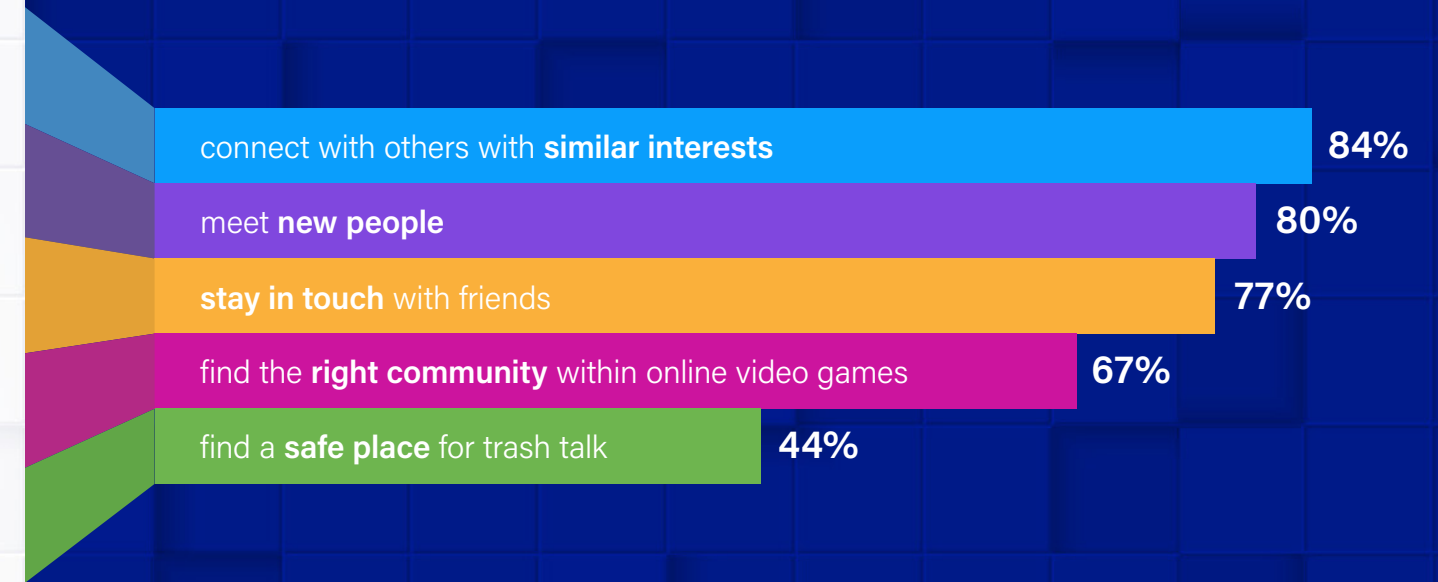 connect with others with similar interests 84%
meet new people 80%
stay in touch with friends 77%
find the right community within online video games 67%
find a safe place for trash talk 44%